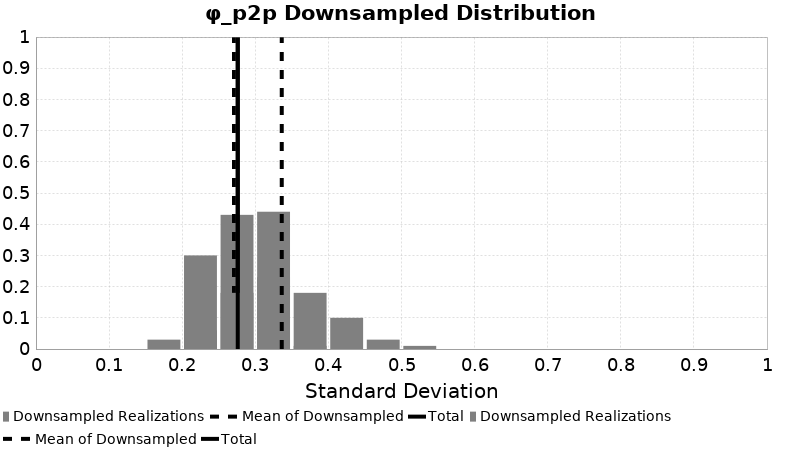 φ_p2p Downsampled Distribution
1
0.9
0.8
0.7
0.6
0.5
0.4
0.3
0.2
0.1
0
0 0.1 0.2 0.3 0.4 0.5 0.6 0.7 0.8 0.9 1
Standard Deviation
Downsampled Realizations Mean of Downsampled Total Downsampled Realizations
Mean of Downsampled Total